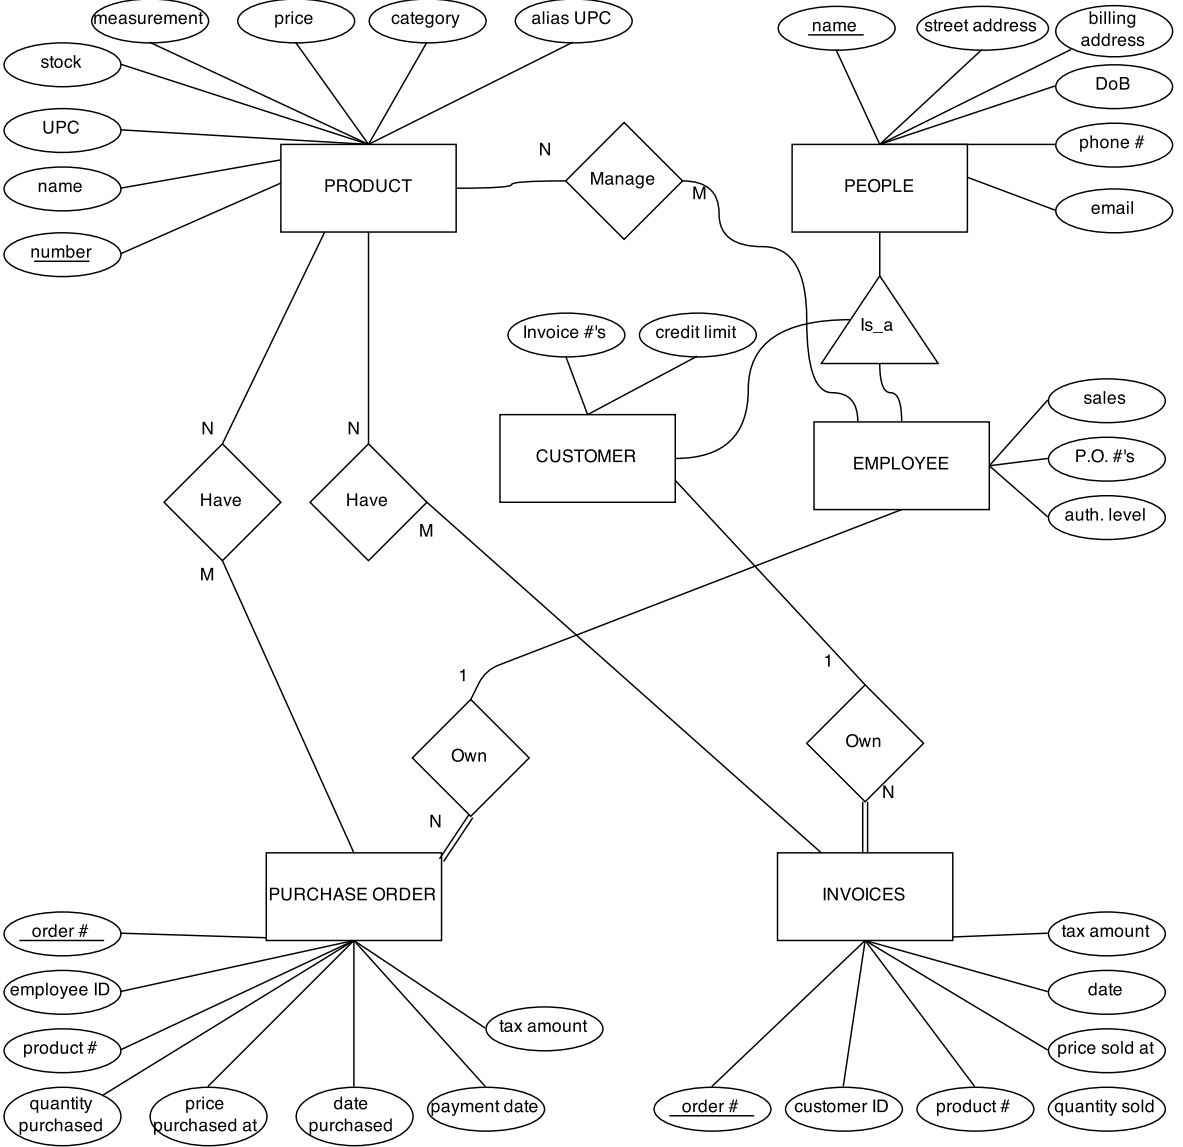 measurement
price
category
alias UPC
name
street address
billing
address
stock
DoB
UPC
phone #
N
Manage
M
name
PRODUCT
PEOPLE
email
number
Is_a
Invoice #'s
credit limit
sales
N
N
CUSTOMER
EMPLOYEE
P.O. #'s
Have
Have
auth. level
M
M
1
1
Own
Own
N
N
PURCHASE ORDER
INVOICES
order #
tax amount
employee ID
date
tax amount
product #
price sold at
quantity
purchased
price
purchased at
date
purchased
payment date
order #
customer ID
product #
quantity sold